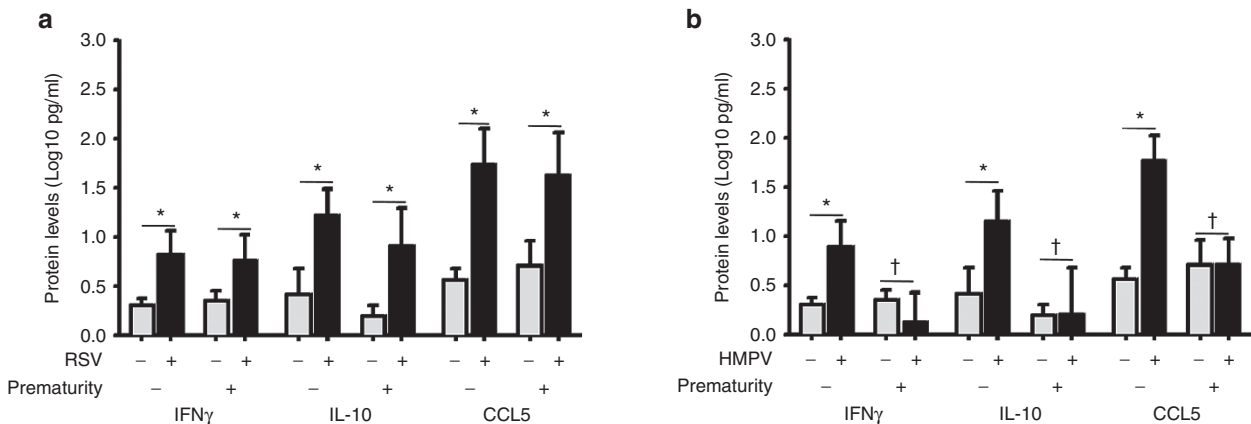 a
3.0
2.5
2.0
1.5
1.0
0.5
0.0
Protein levels (Log10 pg/ml)
* * * * * *
RSV – + – + – + – + – + – +
Prematurity – + – + – +
IFNγ IL-10 CCL5
b
3.0
2.5
2.0
1.5
1.0
0.5
0.0
Protein levels (Log10 pg/ml)
* † * † * †
HMPV – + – + – + – + – + – +
Prematurity – + – + – +
IFNγ IL-10 CCL5